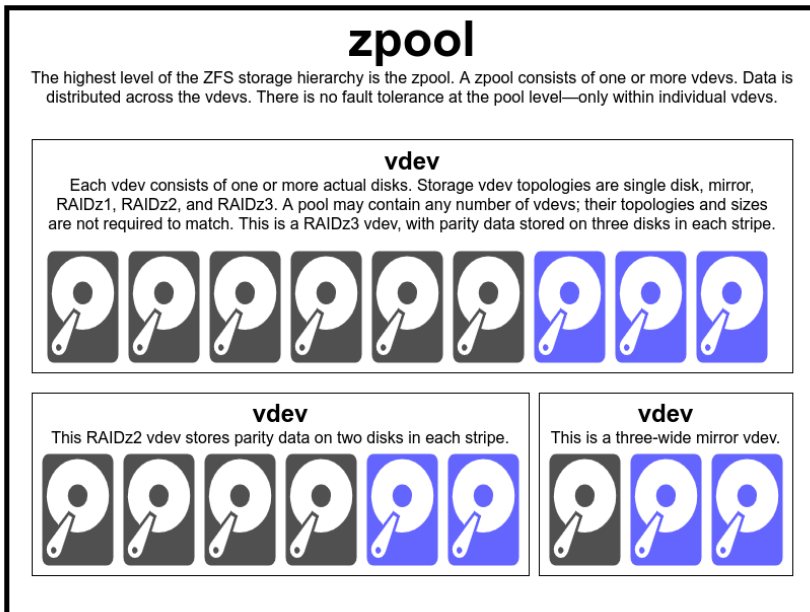 zpool
The highest level of the ZFS storage hierarchy is the zpool. A zpool consists of one or more vdevs. Data is
distributed across the vdevs. There is no fault tolerance at the pool level—only within individual vdevs.
vdev
Each vdev consists of one or more actual disks. Storage vdev topologies are single disk, mirror,
RAIDz1, RAIDz2, and RAIDz3. A pool may contain any number of vdevs; their topologies and sizes
are not required to match. This is a RAIDz3 vdev, with parity data stored on three disks in each stripe.
vdev
This RAIDz2 vdev stores parity data on two disks in each stripe.
vdev
This is a three-wide mirror vdev.